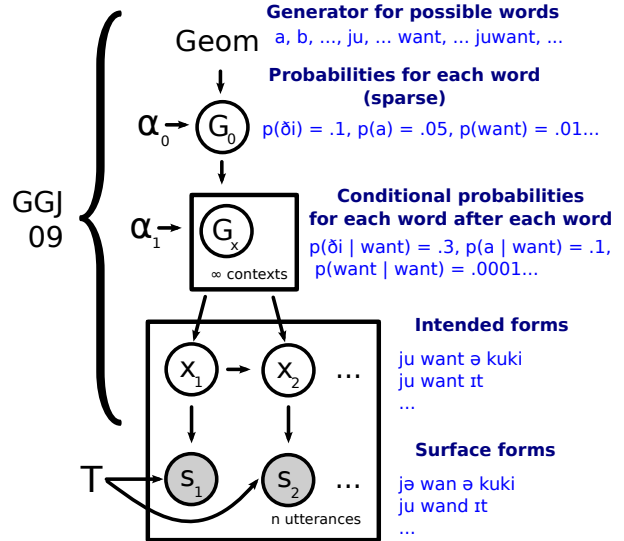 Generator for possible words
Geom
a, b, ..., ju, ... want, ... juwant, ...
Probabilities for each word
(sparse)
α0
G0
p(ði) = .1, p(a) = .05, p(want) = .01...
GGJ
09
Conditional probabilities
for each word after each word
α1
Gx
p(ði | want) = .3, p(a | want) = .1,
p(want | want) = .0001...
∞ contexts
Intended forms
x1
x2
...
ju want ə kuki
ju want ɪt
...
Surface forms
T
s1
s2
...
jə wan ə kuki
ju wand ɪt
...
n utterances